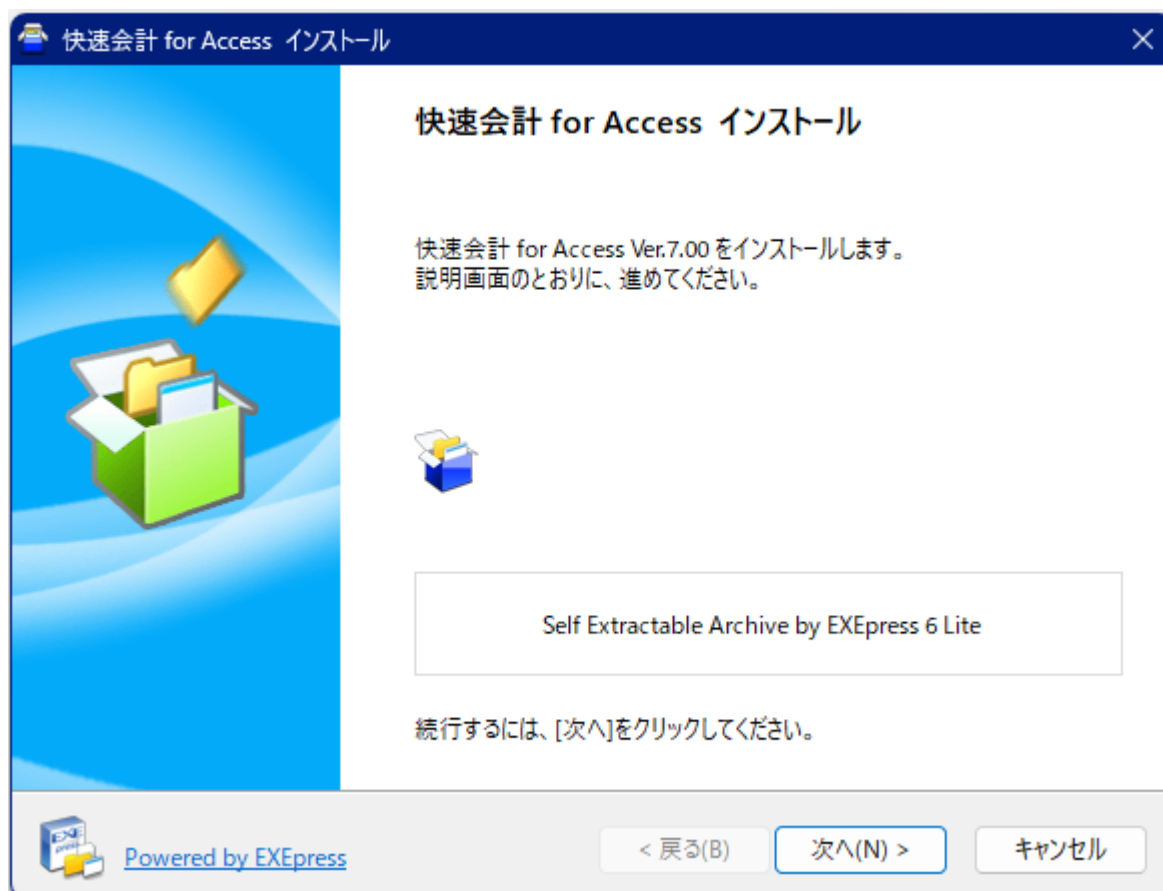 快速会計 for Access インストール
快速会計 for Access インストール
快速会計 for Access Ver.7.00 をインストールします。
説明画面のとおりに、進めてください。
Self Extractable Archive by EXEpress 6 Lite
続行するには、[次へ]をクリックしてください。
EXE
press
Powered by EXEpress
< 戻る(B)
次へ(N) >
キャンセル